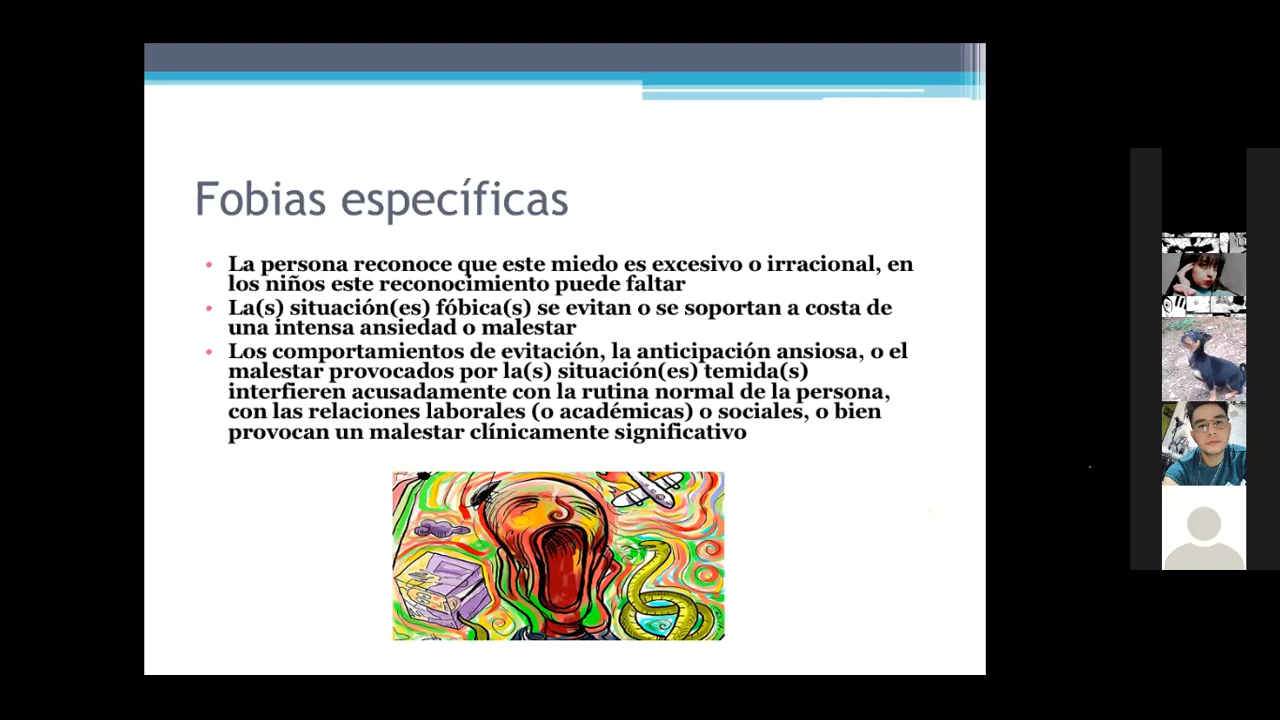 Fobias específicas
• La persona reconoce que este miedo es excesivo o irracional, en
los niños este reconocimiento puede faltar
• La(s) situación(es) fóbica(s) se evitan o se soportan a costa de
una intensa ansiedad o malestar
• Los comportamientos de evitación, la anticipación ansiosa, o el
malestar provocados por la(s) situación(es) temida(s)
interfieren acusadamente con la rutina normal de la persona,
con las relaciones laborales (o académicas) o sociales, o bien
provocan un malestar clínicamente significativo